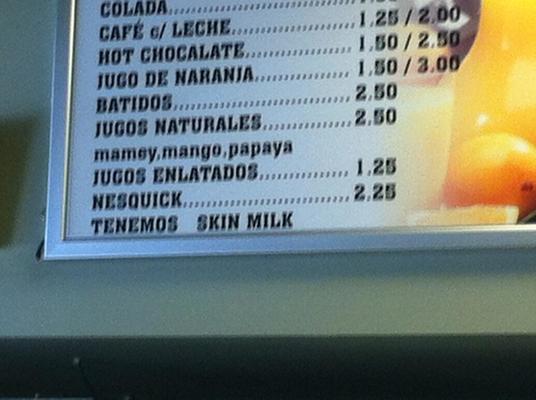 COLADA
CAFÉ c/ LECHE 1.25 / 2.00
HOT CHOCALATE 1.50 / 2.50
JUGO DE NARANJA 1.50 / 3.00
BATIDOS 2.50
JUGOS NATURALES 2.50
mamey,mango,papaya
JUGOS ENLATADOS 1.25
NESQUICK 2.25
TENEMOS SKIN MILK